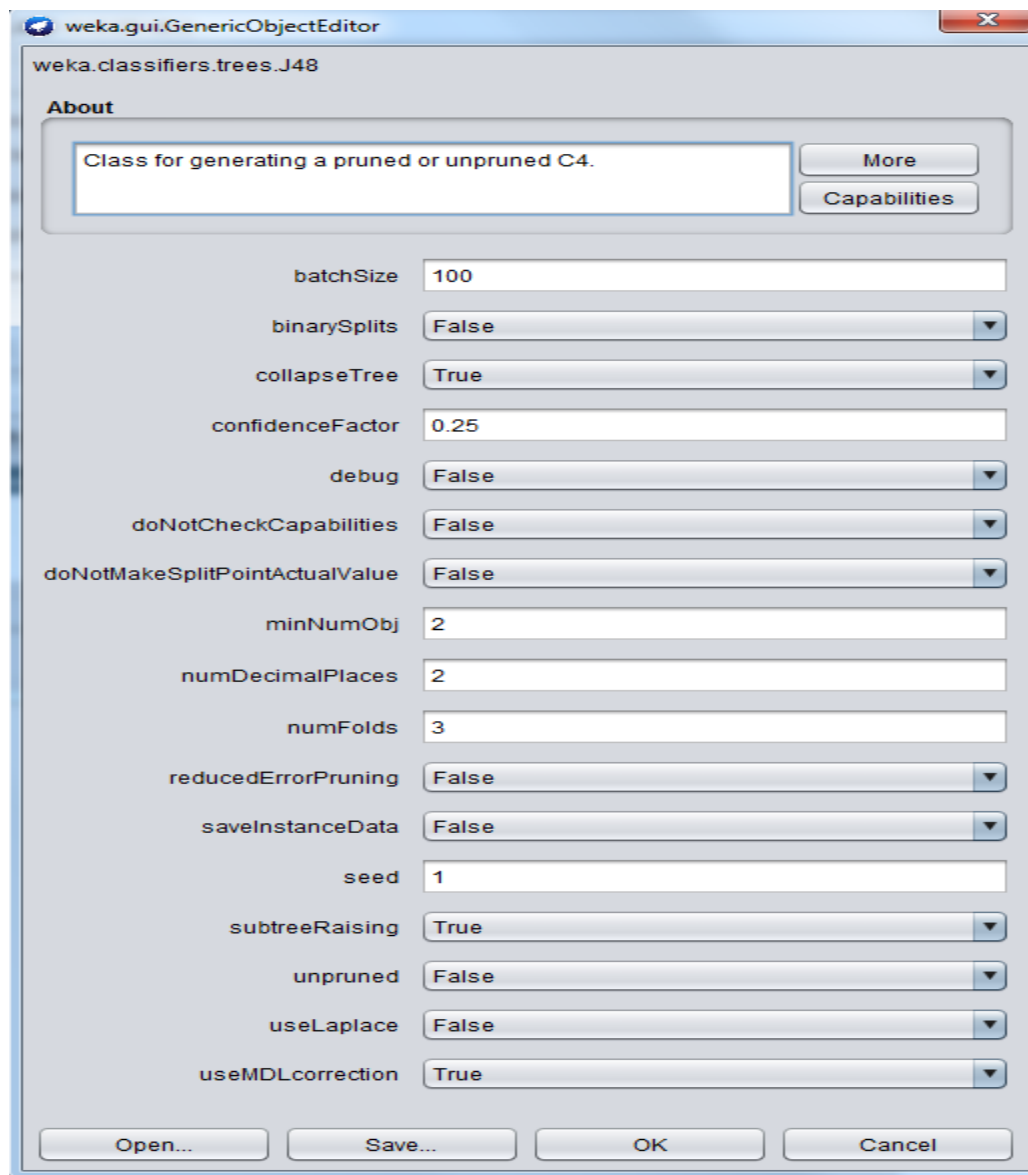 weka.gui.GenericObjectEditor
weka.classifiers.trees.J48
About
Class for generating a pruned or unpruned C4.
More
Capabilities
batchSize 100
binarySplits False
collapseTree True
confidenceFactor 0.25
debug False
doNotCheckCapabilities False
doNotMakeSplitPointActualValue False
minNumObj 2
numDecimalPlaces 2
numFolds 3
reducedErrorPruning False
saveInstanceData False
seed 1
subtreeRaising True
unpruned False
useLaplace False
useMDLcorrection True
Open... Save... OK Cancel